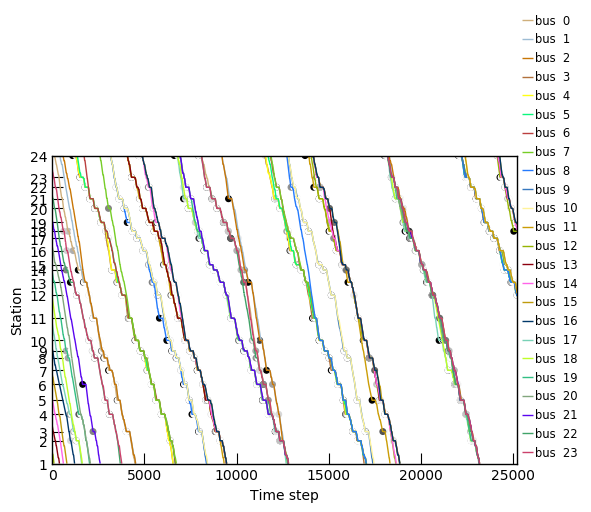 bus 0
bus 1
bus 2
bus 3
bus 4
bus 5
bus 6
bus 7
bus 8
bus 9
bus 10
bus 11
bus 12
bus 13
bus 14
bus 15
bus 16
bus 17
bus 18
bus 19
bus 20
bus 21
bus 22
bus 23
24
23
22
21
20
19
18
17
16
15
14
13
12
11
10
9
8
7
6
5
4
3
2
1
Station
0 5000 10000 15000 20000 25000
Time step